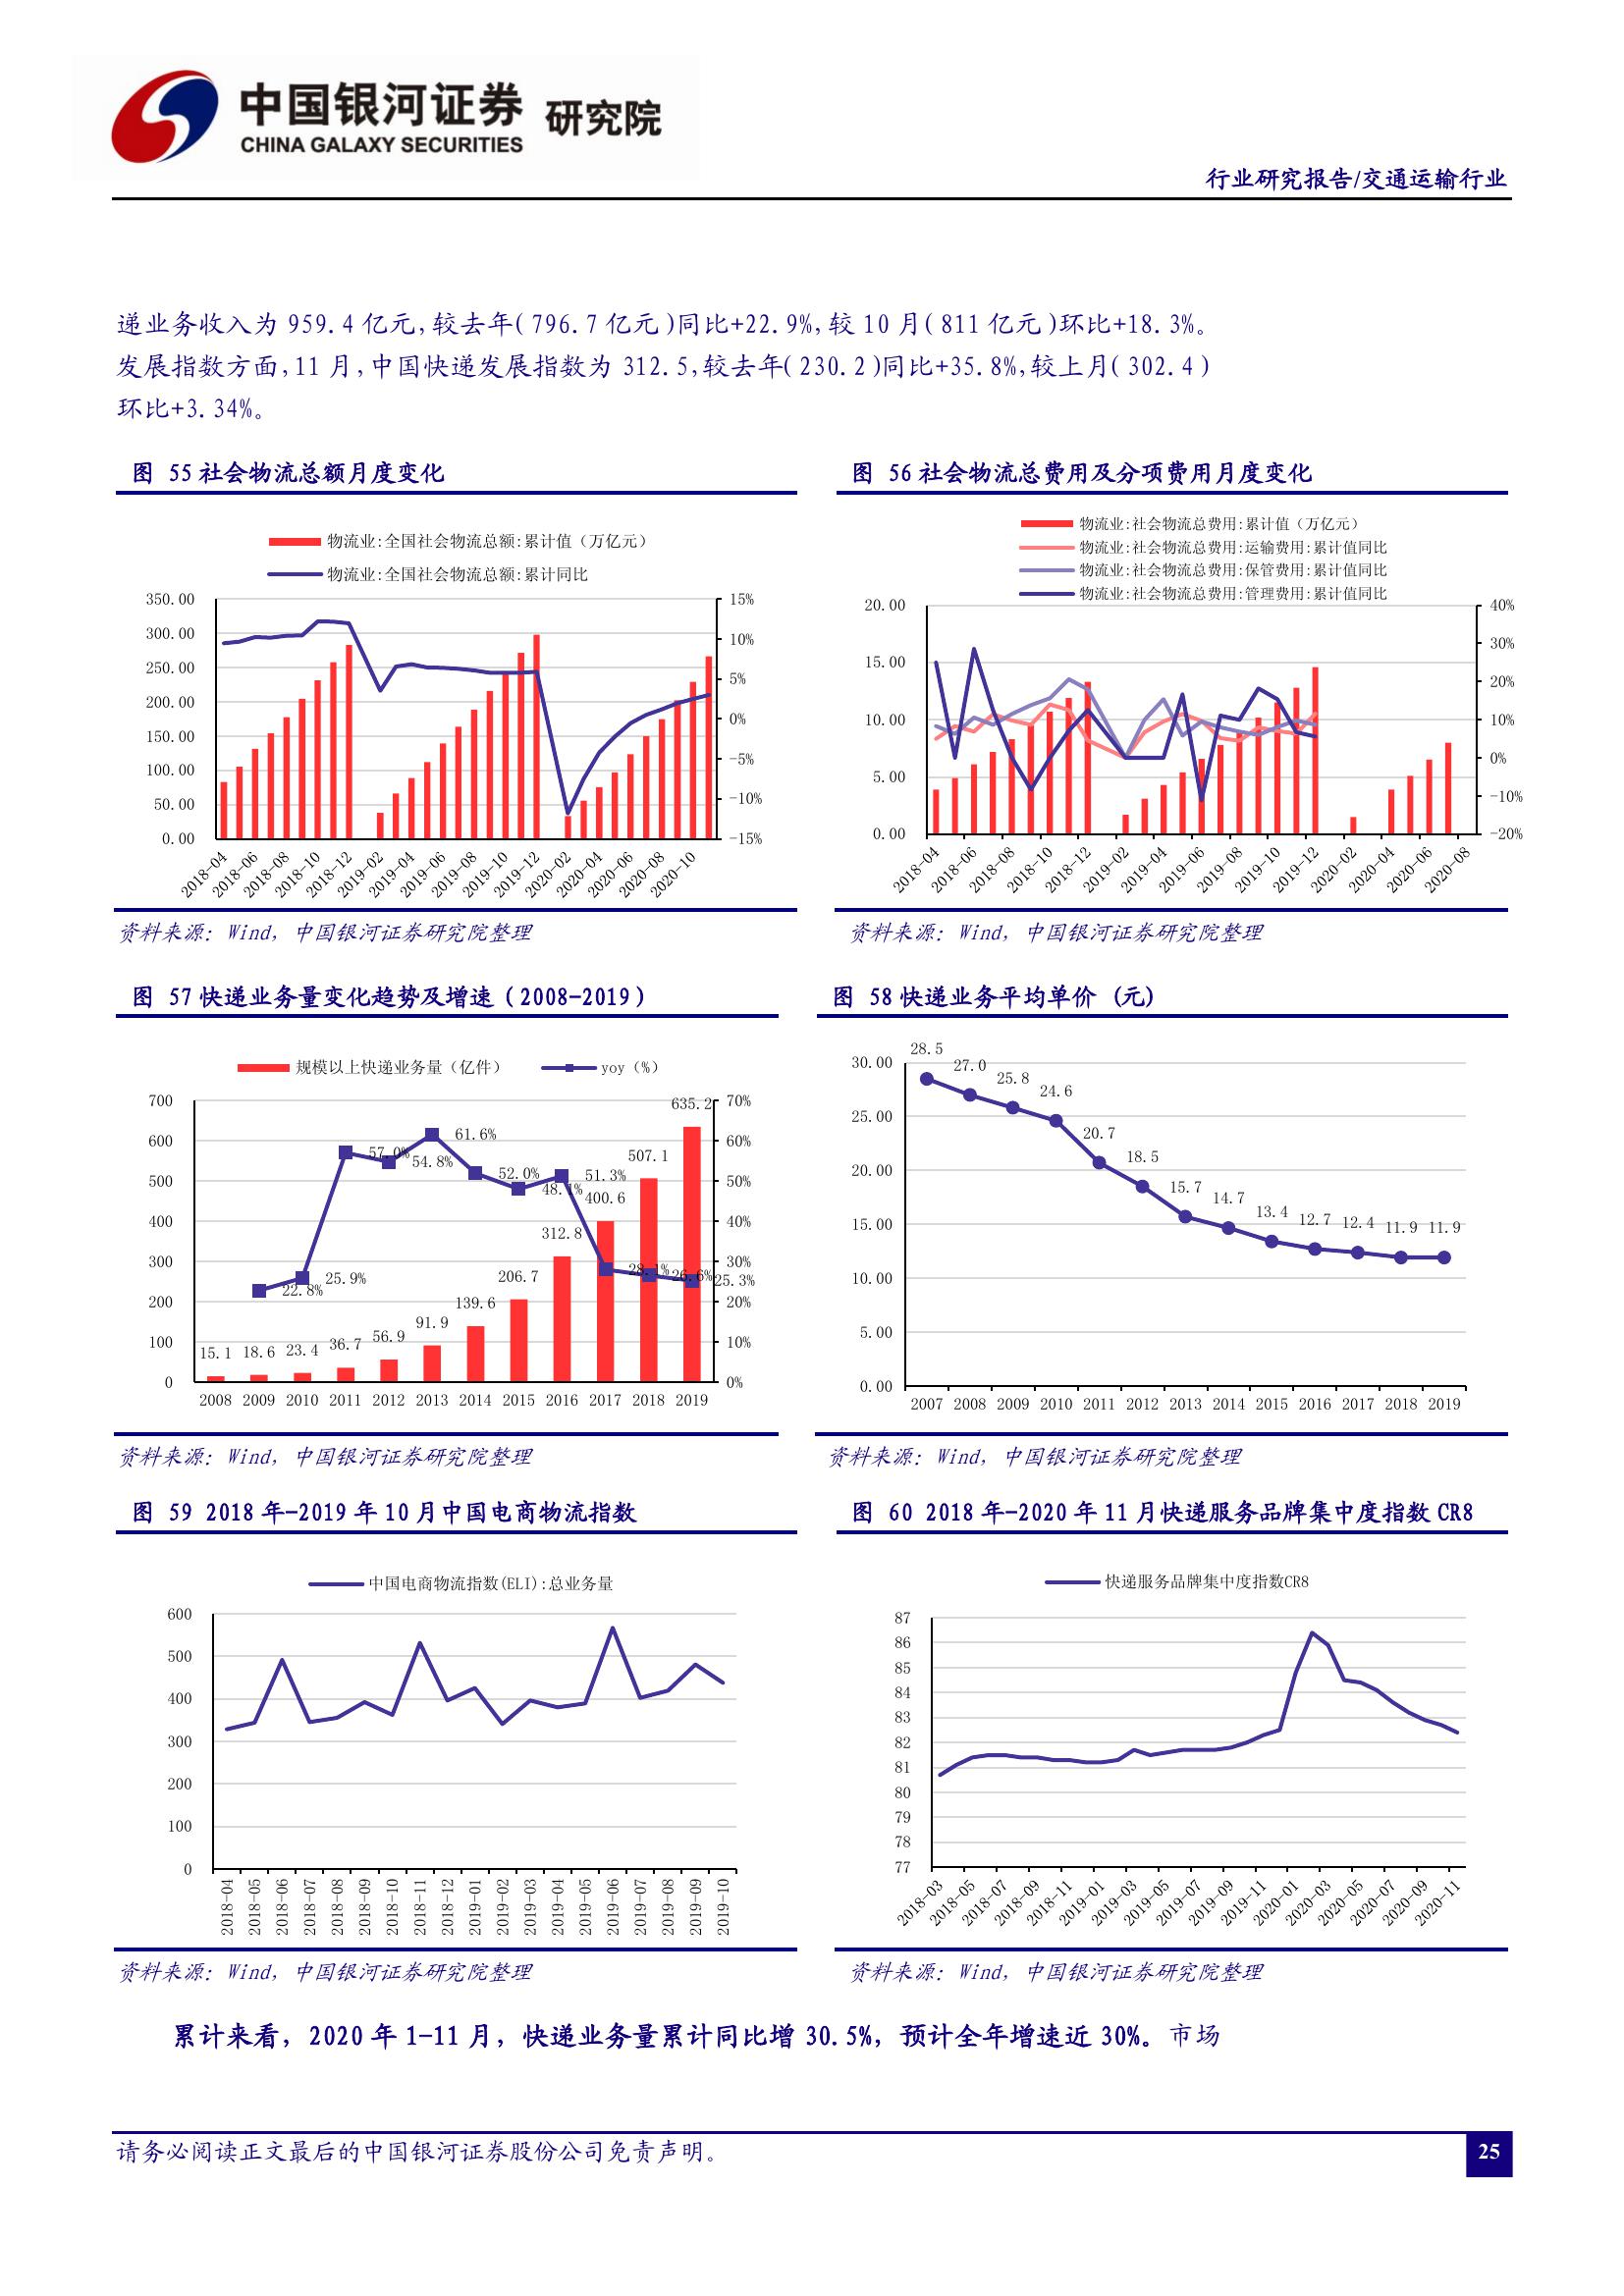 中国银河证券 研究院
CHINA GALAXY SECURITIES
行业研究报告/交通运输行业
递业务收入为 959.4 亿元,较去年(796.7 亿元)同比+22.9%,较 10 月(811 亿元)环比+18.3%。
发展指数方面,11 月,中国快递发展指数为 312.5,较去年(230.2)同比+35.8%,较上月(302.4)
环比+3.34%。
图 55 社会物流总额月度变化
物流业:全国社会物流总额:累计值（万亿元）
物流业:全国社会物流总额:累计同比
350.00 15%
300.00 10%
250.00 5%
200.00 0%
150.00 -5%
100.00 -10%
50.00
0.00 -15%
2018-04 2018-06 2018-08 2018-10 2018-12 2019-02 2019-04 2019-06 2019-08 2019-10 2019-12 2020-02 2020-04 2020-06 2020-08 2020-10
资料来源：Wind，中国银河证券研究院整理
图 56 社会物流总费用及分项费用月度变化
物流业:社会物流总费用:累计值（万亿元）
物流业:社会物流总费用:运输费用:累计值同比
物流业:社会物流总费用:保管费用:累计值同比
物流业:社会物流总费用:管理费用:累计值同比
20.00 40%
30%
15.00 20%
10.00 10%
0%
5.00 -10%
0.00 -20%
2018-04 2018-06 2018-08 2018-10 2018-12 2019-02 2019-04 2019-06 2019-08 2019-10 2019-12 2020-02 2020-04 2020-06 2020-08
资料来源：Wind，中国银河证券研究院整理
图 57 快递业务量变化趋势及增速（2008-2019）
规模以上快递业务量（亿件） yoy（%）
700 70%
600 60%
500 50%
400 40%
300 30%
200 20%
100 10%
0 0%
22.8% 25.9% 57.0% 54.8% 61.6% 52.0% 48.1% 51.3% 28.1% 26.6% 25.3%
15.1 18.6 23.4 36.7 56.9 91.9 139.6 206.7 312.8 400.6 507.1 635.2
2008 2009 2010 2011 2012 2013 2014 2015 2016 2017 2018 2019
资料来源：Wind，中国银河证券研究院整理
图 58 快递业务平均单价 (元)
30.00
25.00
20.00
15.00
10.00
5.00
0.00
28.5 27.0 25.8 24.6 20.7 18.5 15.7 14.7 13.4 12.7 12.4 11.9 11.9
2007 2008 2009 2010 2011 2012 2013 2014 2015 2016 2017 2018 2019
资料来源：Wind，中国银河证券研究院整理
图 59 2018 年-2019 年 10 月中国电商物流指数
中国电商物流指数(ELI):总业务量
600
500
400
300
200
100
0
2018-04 2018-05 2018-06 2018-07 2018-08 2018-09 2018-10 2018-11 2018-12 2019-01 2019-02 2019-03 2019-04 2019-05 2019-06 2019-07 2019-08 2019-09 2019-10
资料来源：Wind，中国银河证券研究院整理
图 60 2018 年-2020 年 11 月快递服务品牌集中度指数 CR8
快递服务品牌集中度指数CR8
87
86
85
84
83
82
81
80
79
78
77
2018-03 2018-05 2018-07 2018-09 2018-11 2019-01 2019-03 2019-05 2019-07 2019-09 2019-11 2020-01 2020-03 2020-05 2020-07 2020-09 2020-11
资料来源：Wind，中国银河证券研究院整理
累计来看，2020 年 1-11 月，快递业务量累计同比增 30.5%，预计全年增速近 30%。市场
请务必阅读正文最后的中国银河证券股份公司免责声明。
25